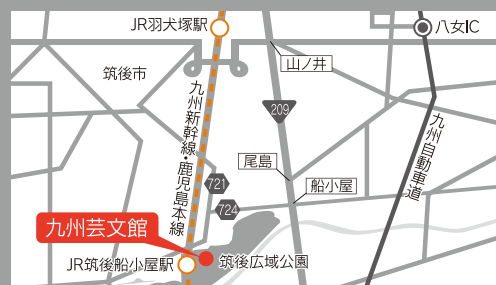 JR羽犬塚駅
八女IC
山ノ井
筑後市
209
九州新幹線・鹿児島本線
九州自動車道
尾島
721
船小屋
724
九州芸文館
JR筑後船小屋駅
筑後広域公園